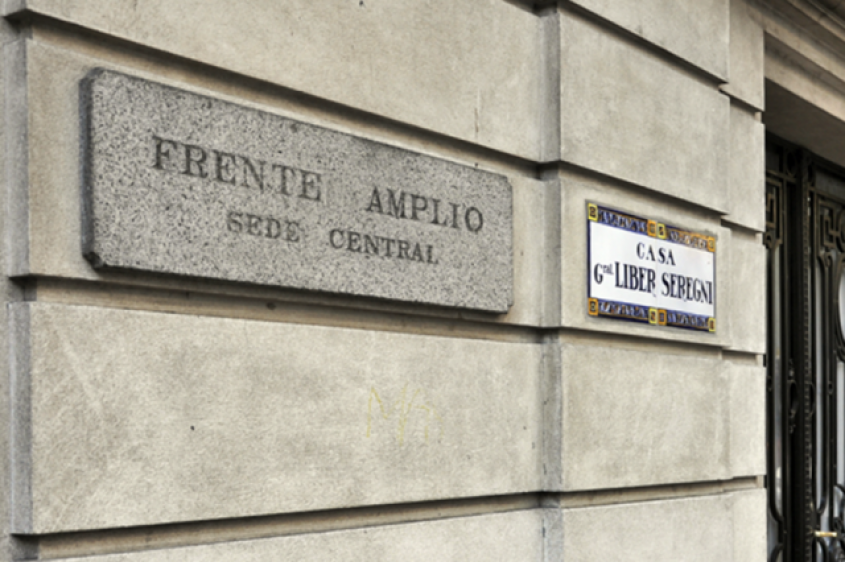 FRENTE AMPLIO
SEDE CENTRAL
CASA
Gral. LIBER SEREGNI